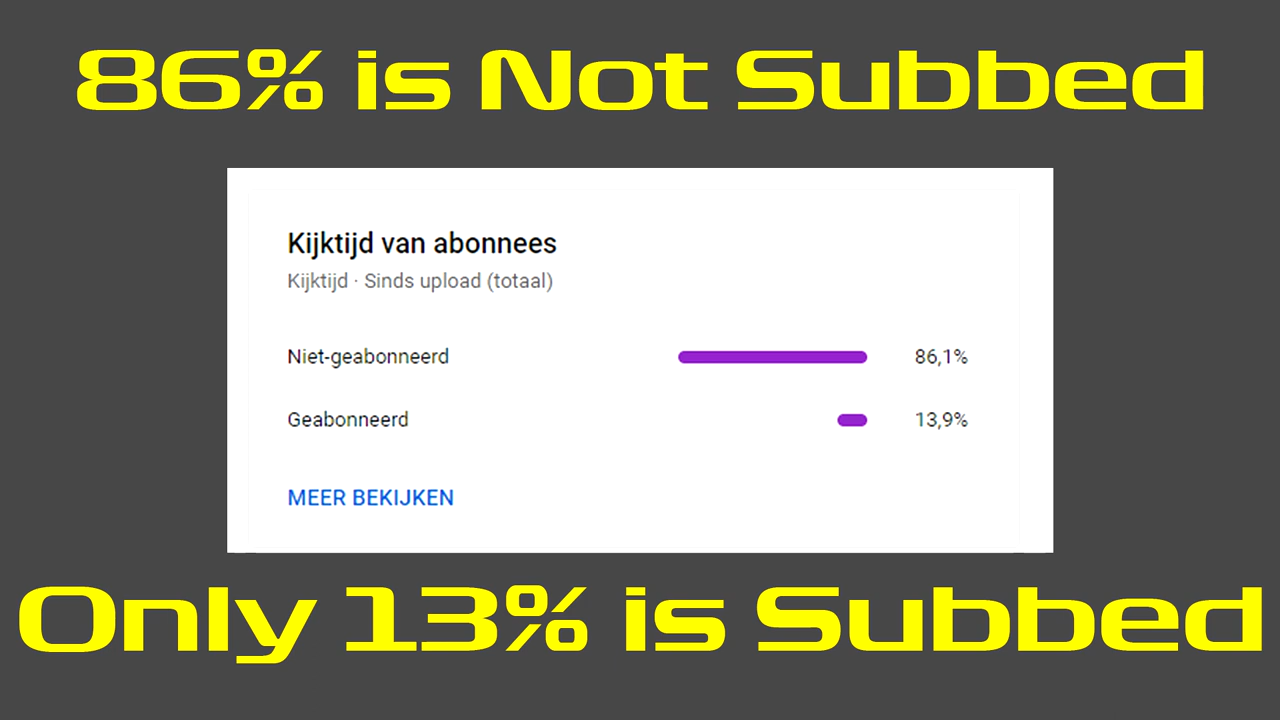 86% is Not Subbed
Kijktijd van abonnees
Kijktijd · Sinds upload (totaal)
Niet-geabonneerd 86,1%
Geabonneerd 13,9%
MEER BEKIJKEN
Only 13% is Subbed